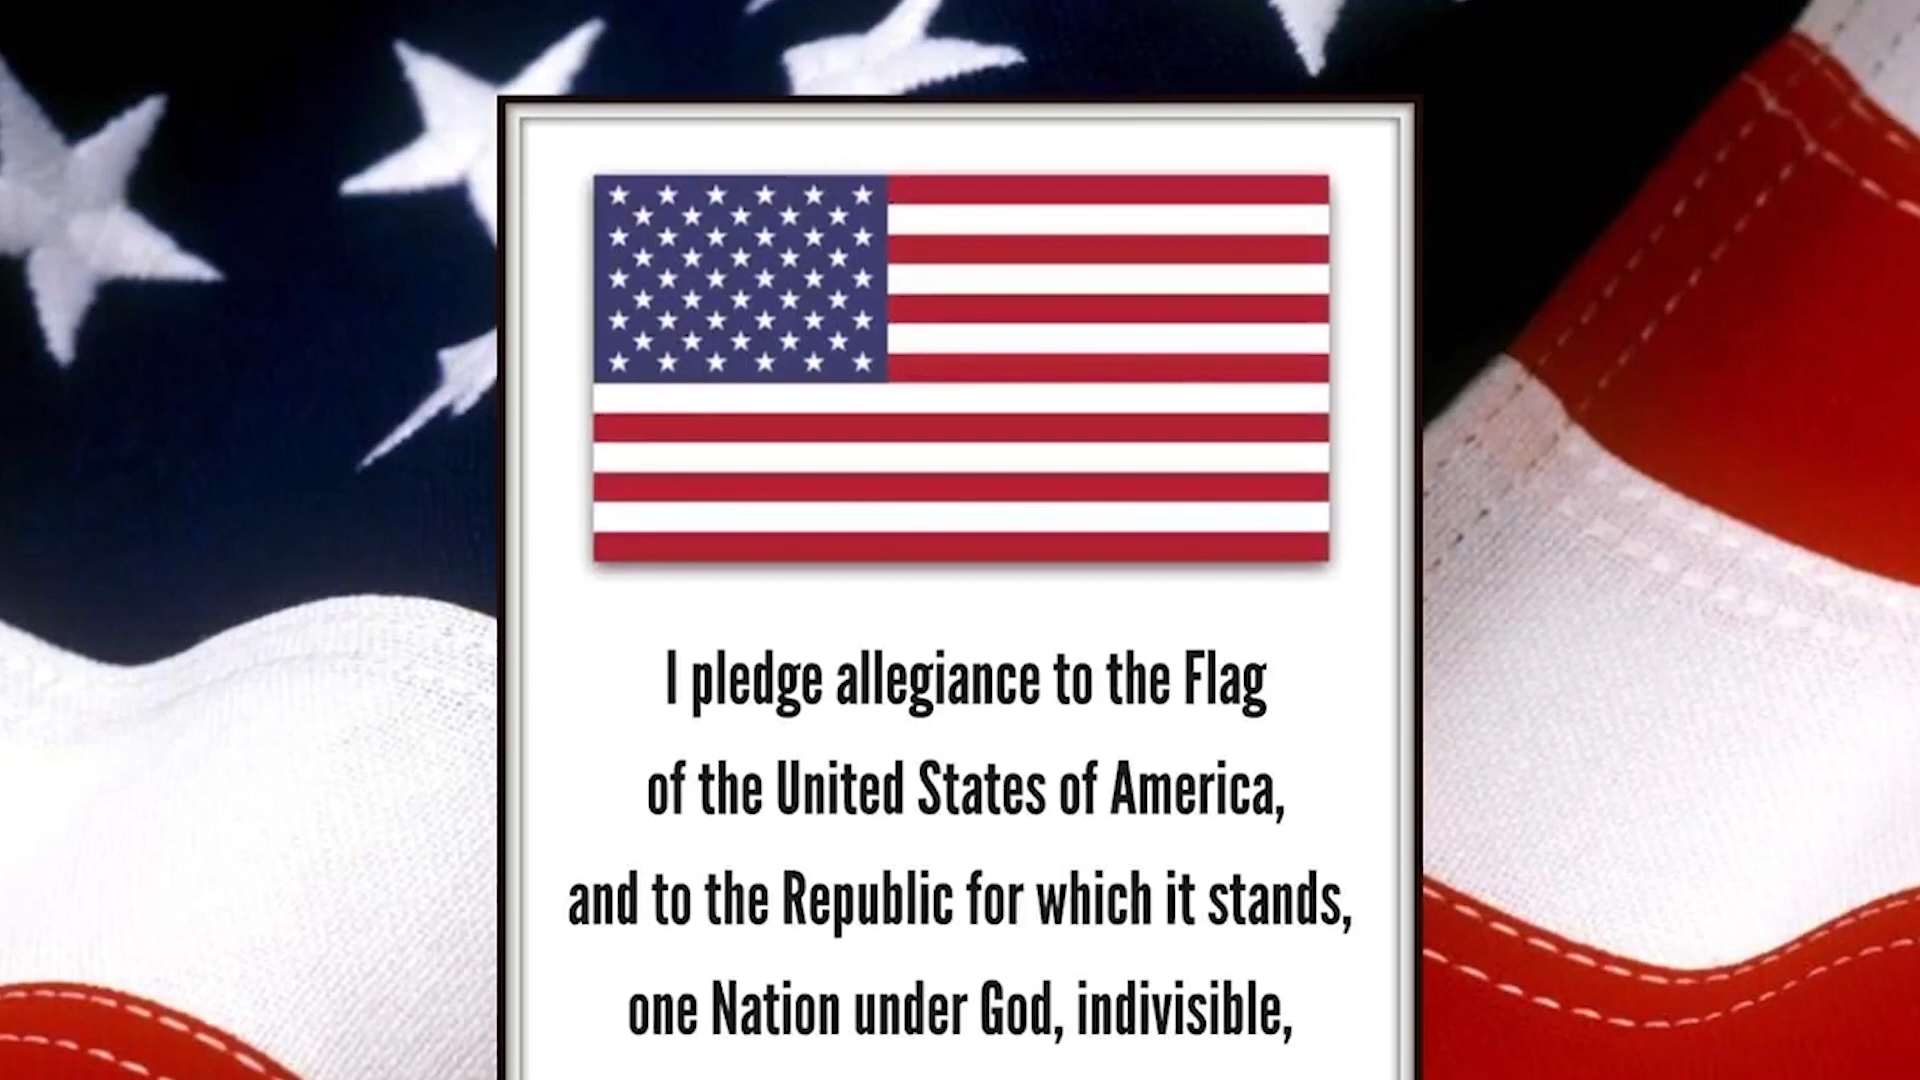 I pledge allegiance to the Flag
of the United States of America,
and to the Republic for which it stands,
one Nation under God, indivisible,